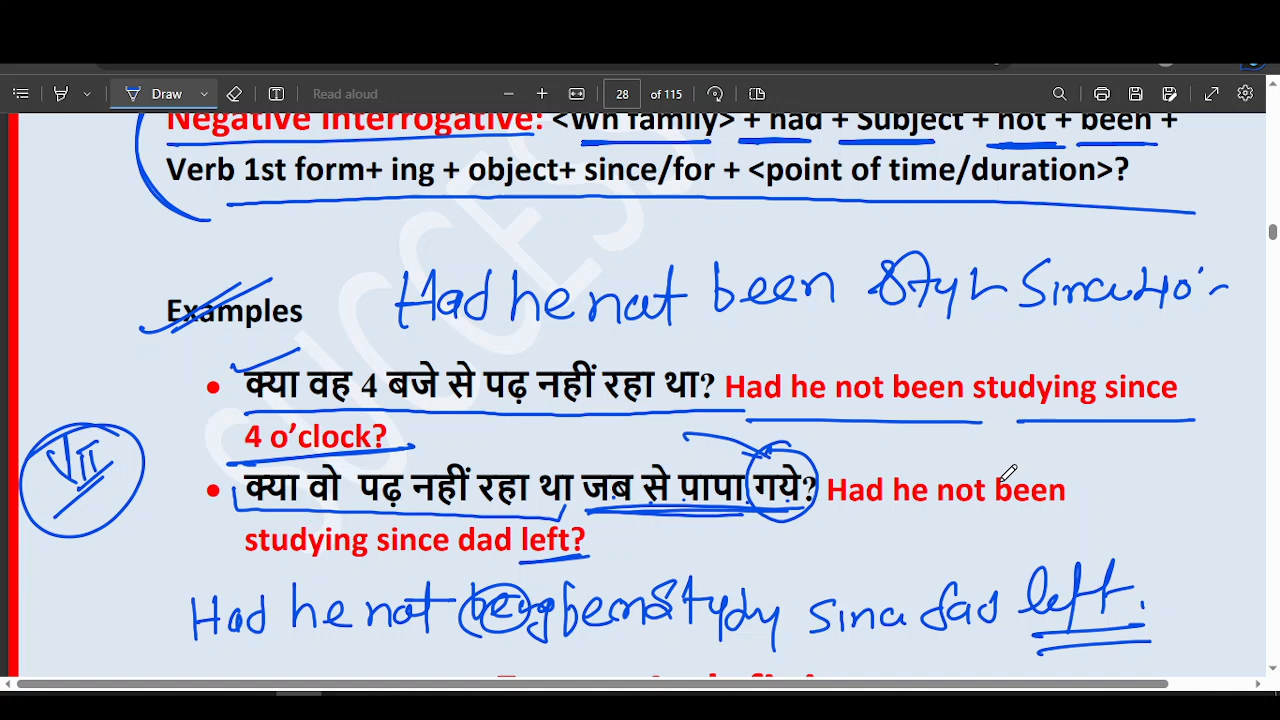 Draw
Read aloud
28 of 115
Negative Interrogative: <Wh family> + had + Subject + not + been +
Verb 1st form+ ing + object+ since/for + <point of time/duration>?
SUCCESS
Had he not been since
Examples
क्या वह 4 बजे से पढ़ नहीं रहा था? Had he not been studying since
4 o’clock?
क्या वो पढ़ नहीं रहा था जब से पापा गये? Had he not been
studying since dad left?
Had he not been dad left.